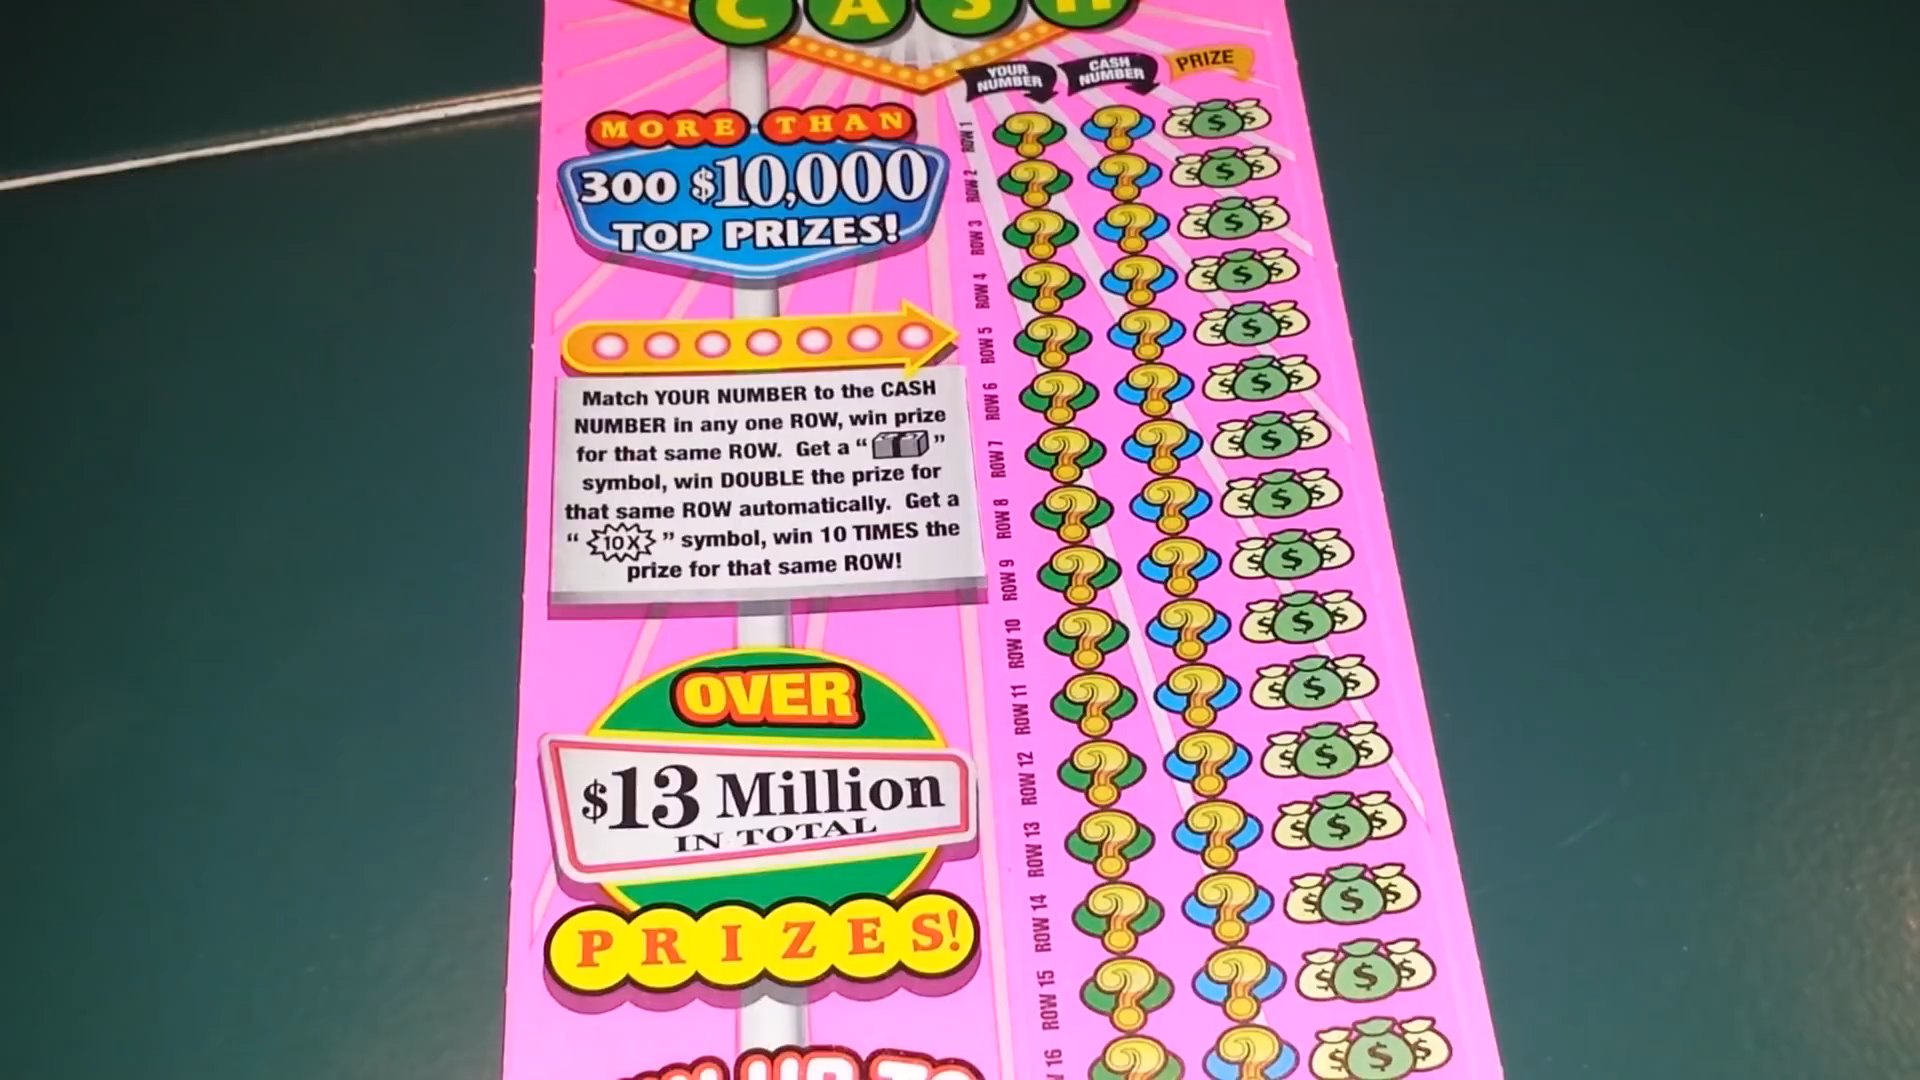 CASH
YOUR NUMBER
CASH NUMBER
PRIZE
MORE THAN
300 $10,000
TOP PRIZES!
Match YOUR NUMBER to the CASH
NUMBER in any one ROW, win prize
for that same ROW. Get a “ ”
symbol, win DOUBLE the prize for
that same ROW automatically. Get a
“ 10X ” symbol, win 10 TIMES the
prize for that same ROW!
OVER
$13 Million
IN TOTAL
PRIZES!
UP TO
ROW 1
ROW 2
ROW 3
ROW 4
ROW 5
ROW 6
ROW 7
ROW 8
ROW 9
ROW 10
ROW 11
ROW 12
ROW 13
ROW 14
ROW 15
16